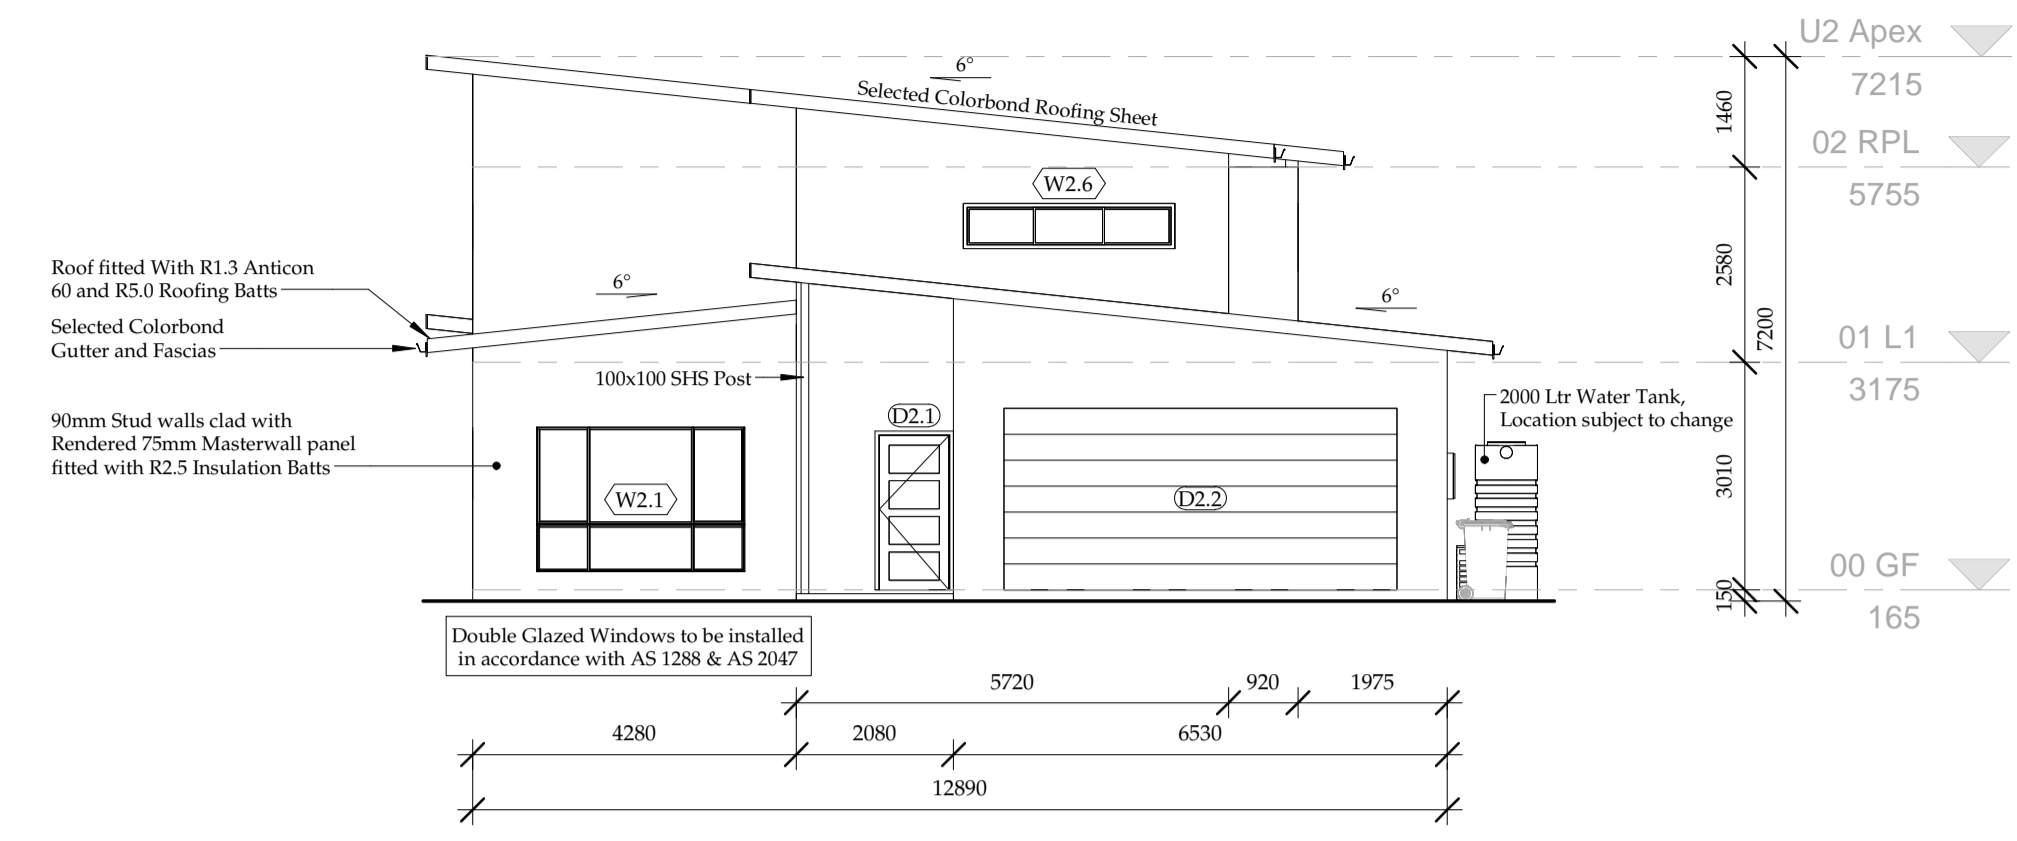 U2 Apex
7215
6°
Selected Colorbond Roofing Sheet
1460
02 RPL
5755
W2.6
Roof fitted With R1.3 Anticon
60 and R5.0 Roofing Batts
6°
6°
2580
7200
Selected Colorbond
Gutter and Fascias
01 L1
3175
100x100 SHS Post
2000 Ltr Water Tank,
Location subject to change
90mm Stud walls clad with
Rendered 75mm Masterwall panel
fitted with R2.5 Insulation Batts
D2.1
W2.1
D2.2
3010
00 GF
165
150
Double Glazed Windows to be installed
in accordance with AS 1288 & AS 2047
5720
920
1975
4280
2080
6530
12890